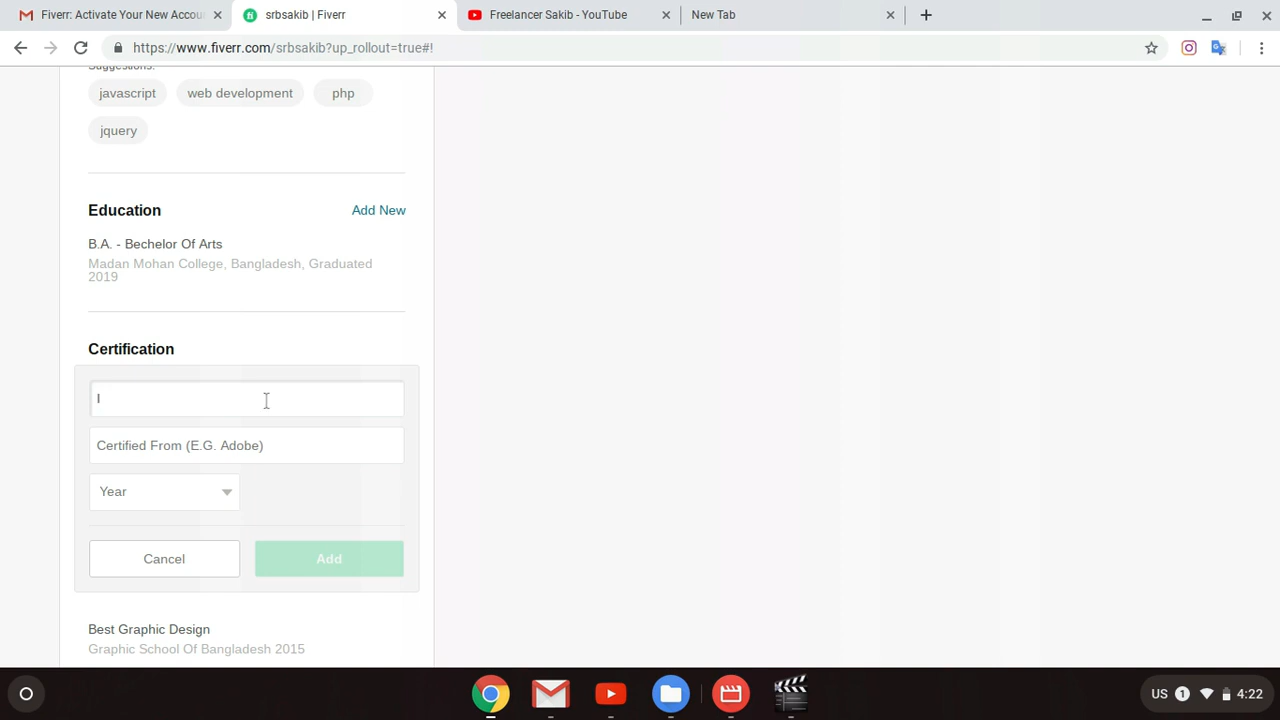 Fiverr: Activate Your New Accou
srbsakib | Fiverr
Freelancer Sakib - YouTube
New Tab
https://www.fiverr.com/srbsakib?up_rollout=true#!
Suggestions:
javascript
web development
php
jquery
Education
Add New
B.A. - Bechelor Of Arts
Madan Mohan College, Bangladesh, Graduated
2019
Certification
I
Certified From (E.G. Adobe)
Year
Cancel
Add
Best Graphic Design
Graphic School Of Bangladesh 2015
US 1 4:22